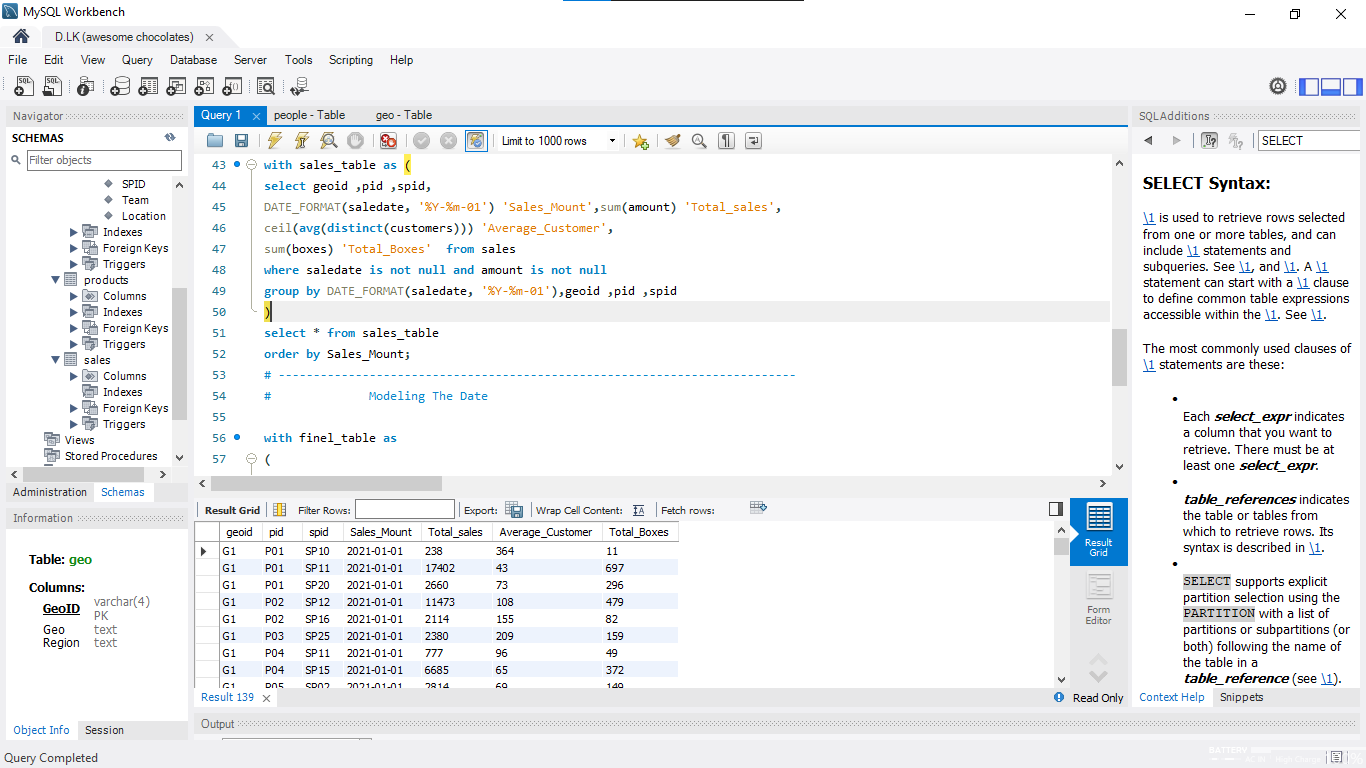 MySQL Workbench
D.LK (awesome chocolates)
File Edit View Query Database Server Tools Scripting Help
Navigator
SCHEMAS
Filter objects
SPID
Team
Location
Indexes
Foreign Keys
Triggers
products
Columns
Indexes
Foreign Keys
Triggers
sales
Columns
Indexes
Foreign Keys
Triggers
Views
Stored Procedures
Administration Schemas
Information
Table: geo
Columns:
GeoID varchar(4) PK
Geo text
Region text
Object Info Session
Query Completed
Query 1 people - Table geo - Table
Limit to 1000 rows
43 with sales_table as (
44 select geoid ,pid ,spid,
45 DATE_FORMAT(saledate, '%Y-%m-01') 'Sales_Mount',sum(amount) 'Total_sales',
46 ceil(avg(distinct(customers))) 'Average_Customer',
47 sum(boxes) 'Total_Boxes'  from sales
48 where saledate is not null and amount is not null
49 group by DATE_FORMAT(saledate, '%Y-%m-01'),geoid ,pid ,spid
50 )
51 select * from sales_table
52 order by Sales_Mount;
53 # --------------------------------------------------------------------------
54 # Modeling The Date
55
56 with finel_table as
57 (
Result Grid Filter Rows: Export: Wrap Cell Content: Fetch rows:
geoid pid spid Sales_Mount Total_sales Average_Customer Total_Boxes
G1 P01 SP10 2021-01-01 238 364 11
G1 P01 SP11 2021-01-01 17402 43 697
G1 P01 SP20 2021-01-01 2660 73 296
G1 P02 SP12 2021-01-01 11473 108 479
G1 P02 SP16 2021-01-01 2114 155 82
G1 P03 SP25 2021-01-01 2380 209 159
G1 P04 SP11 2021-01-01 777 96 49
G1 P04 SP15 2021-01-01 6685 65 372
G1 P05 SP02 2021-01-01 2814 69 149
Result Grid
Form Editor
Result 139
Read Only
Output
SQLAdditions
SELECT
SELECT Syntax:
\1 is used to retrieve rows selected
from one or more tables, and can
include \1 statements and
subqueries. See \1, and \1. A \1
statement can start with a \1 clause
to define common table expressions
accessible within the \1. See \1.
The most commonly used clauses of
\1 statements are these:
Each select_expr indicates
a column that you want to
retrieve. There must be at
least one select_expr.
table_references indicates
the table or tables from
which to retrieve rows. Its
syntax is described in \1.
SELECT supports explicit
partition selection using the
PARTITION with a list of
partitions or subpartitions (or
both) following the name of
the table in a
table_reference (see \1).
Context Help Snippets
BATTERY